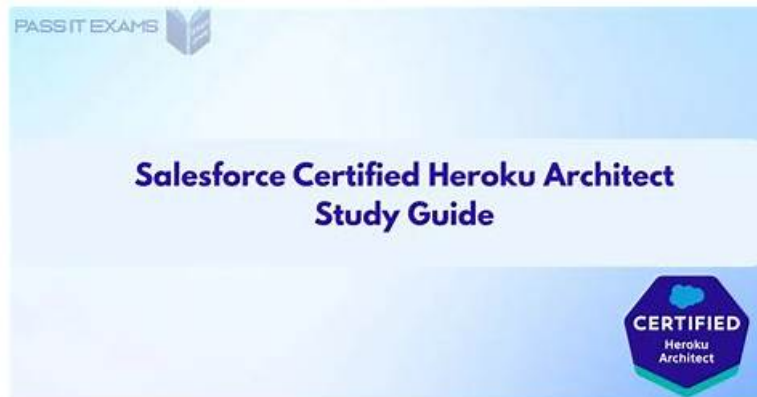 PASS IT EXAMS
Salesforce Certified Heroku Architect
Study Guide
CERTIFIED
Heroku
Architect